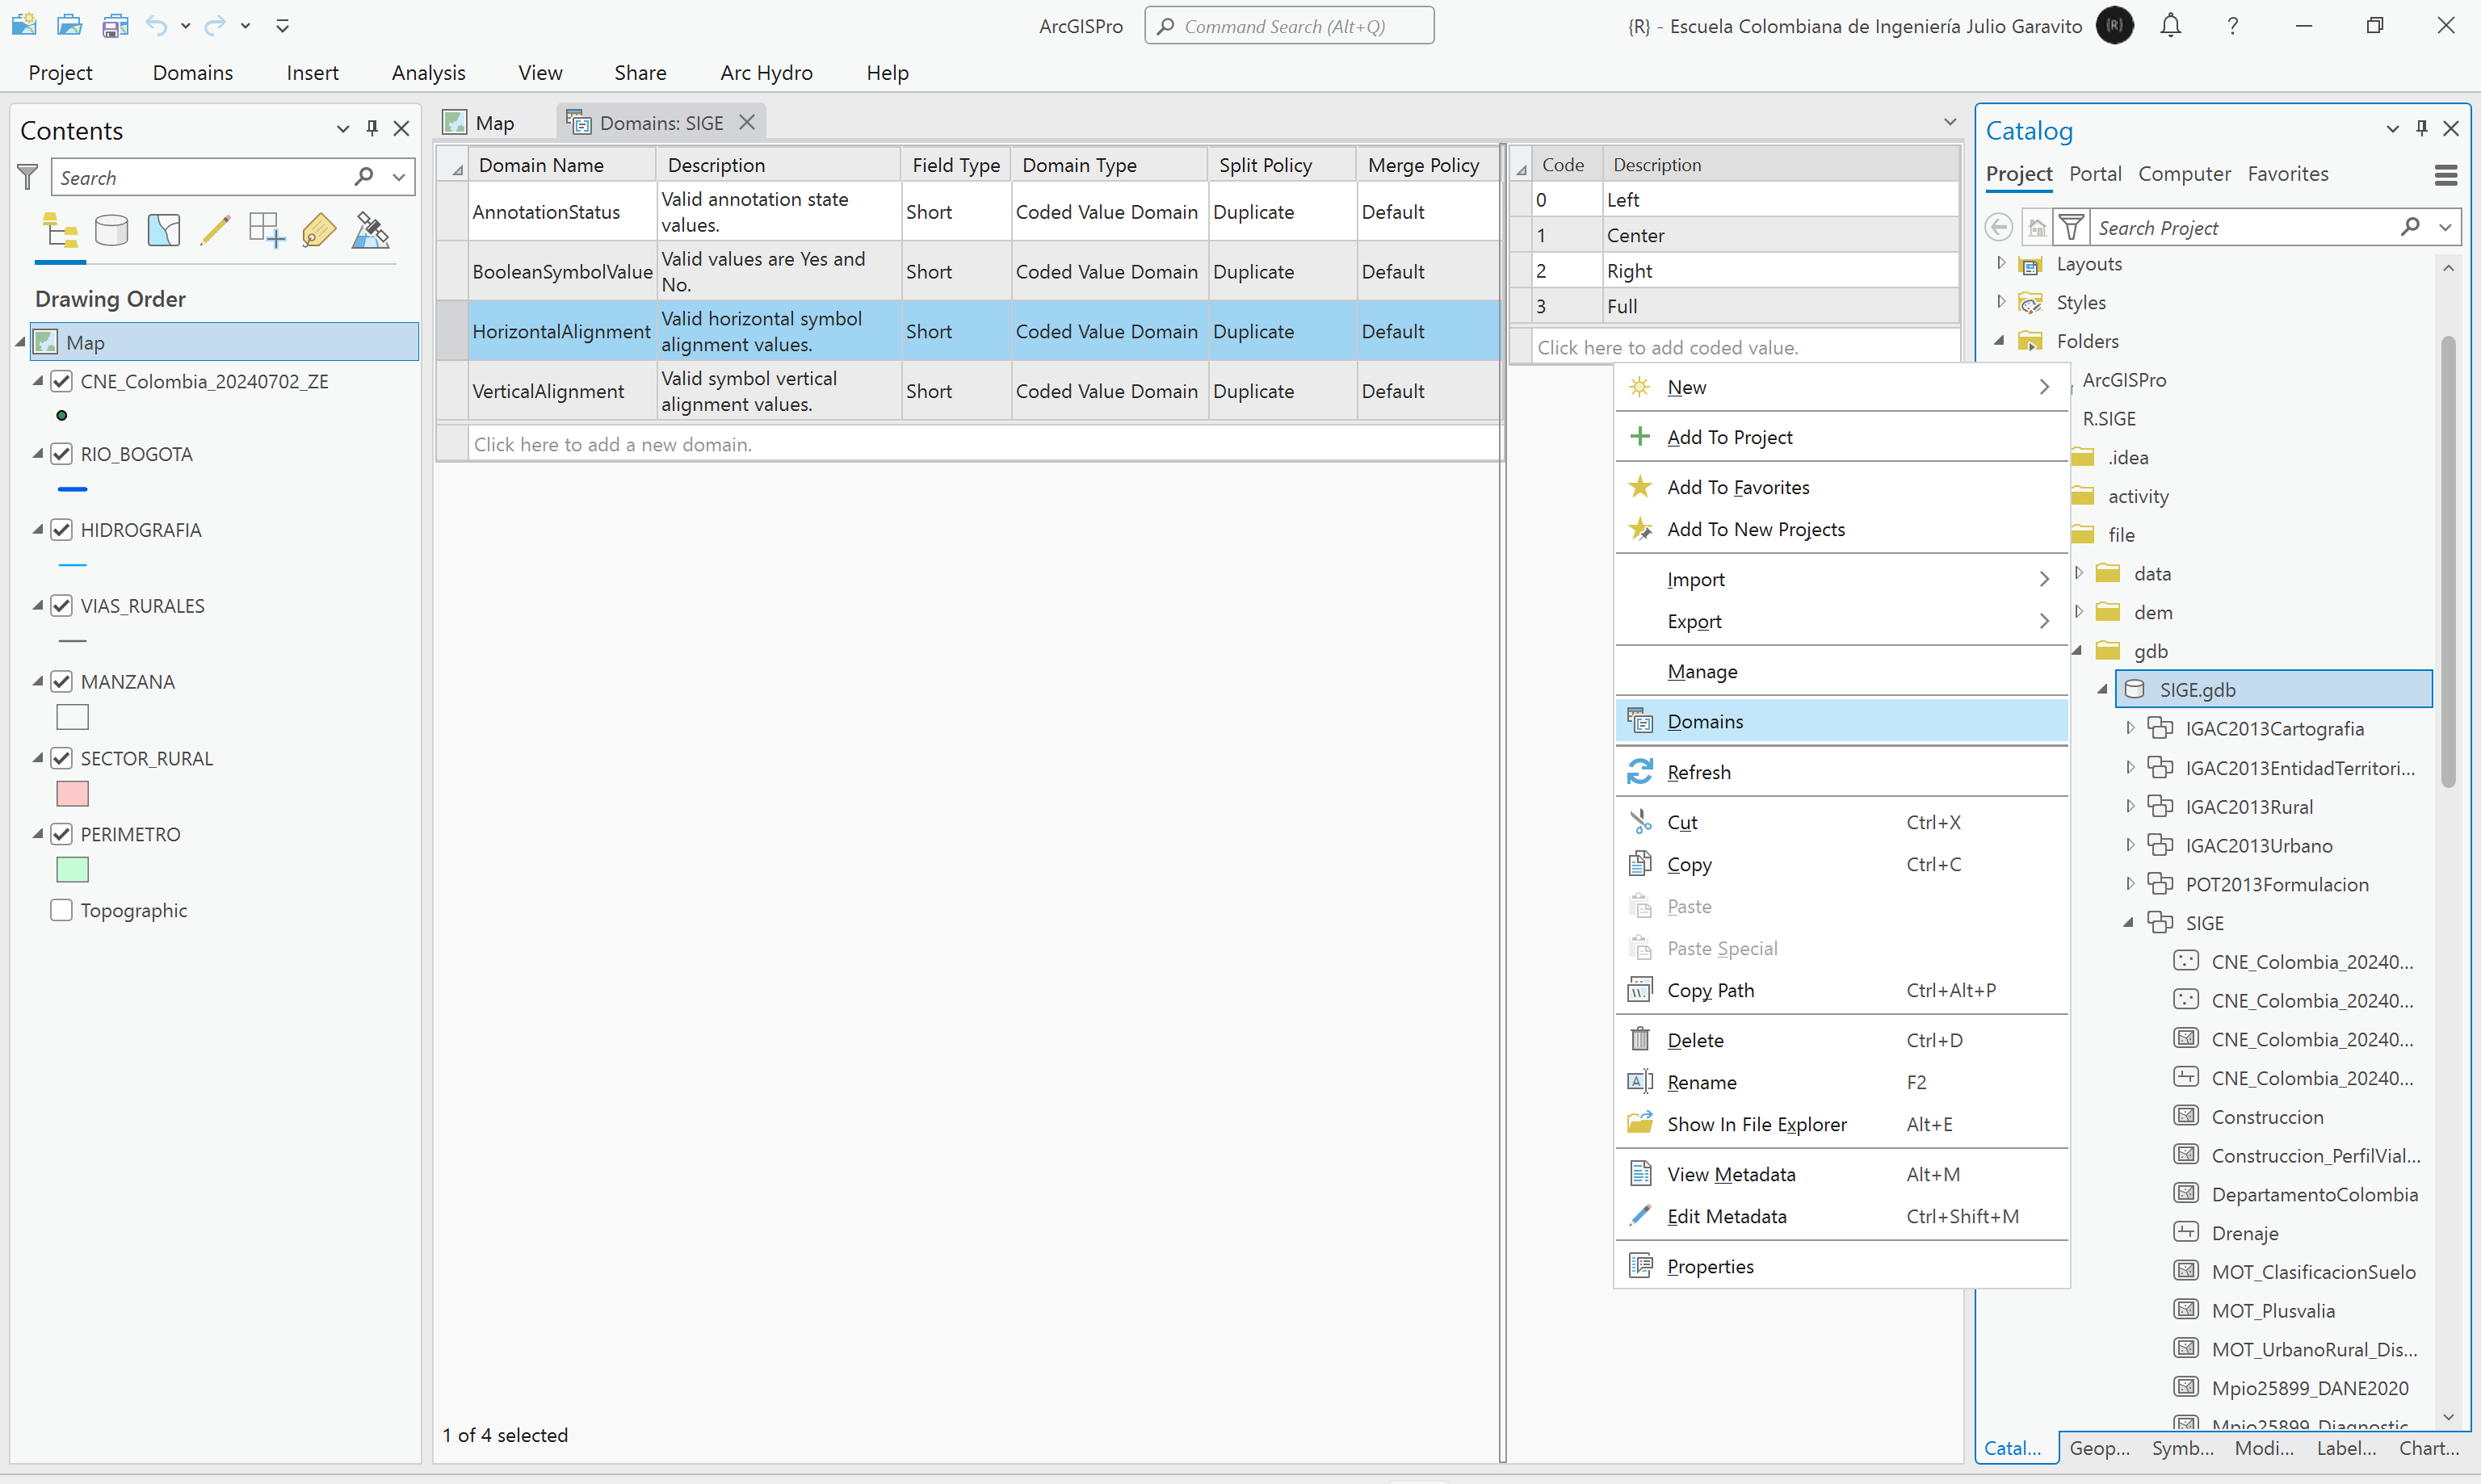 ArcGISPro
Command Search (Alt+Q)
{R} - Escuela Colombiana de Ingeniería Julio Garavito
{R}
?
Project
Domains
Insert
Analysis
View
Share
Arc Hydro
Help
Contents
Search
Drawing Order
Map
CNE_Colombia_20240702_ZE
RIO_BOGOTA
HIDROGRAFIA
VIAS_RURALES
MANZANA
SECTOR_RURAL
PERIMETRO
Topographic
Map
Domains: SIGE
Domain Name Description Field Type Domain Type Split Policy Merge Policy
AnnotationStatus Valid annotation state values. Short Coded Value Domain Duplicate Default
BooleanSymbolValue Valid values are Yes and No. Short Coded Value Domain Duplicate Default
HorizontalAlignment Valid horizontal symbol alignment values. Short Coded Value Domain Duplicate Default
VerticalAlignment Valid symbol vertical alignment values. Short Coded Value Domain Duplicate Default
Click here to add a new domain.
1 of 4 selected
Code Description
0 Left
1 Center
2 Right
3 Full
Click here to add coded value.
New
Add To Project
Add To Favorites
Add To New Projects
Import
Export
Manage
Domains
Refresh
Cut Ctrl+X
Copy Ctrl+C
Paste
Paste Special
Copy Path Ctrl+Alt+P
Delete Ctrl+D
Rename F2
Show In File Explorer Alt+E
View Metadata Alt+M
Edit Metadata Ctrl+Shift+M
Properties
Catalog
Project Portal Computer Favorites
Search Project
Layouts
Styles
Folders
ArcGISPro
R.SIGE
.idea
activity
file
data
dem
gdb
SIGE.gdb
IGAC2013Cartografia
IGAC2013EntidadTerritori...
IGAC2013Rural
IGAC2013Urbano
POT2013Formulacion
SIGE
CNE_Colombia_20240...
CNE_Colombia_20240...
CNE_Colombia_20240...
CNE_Colombia_20240...
Construccion
Construccion_PerfilVial...
DepartamentoColombia
Drenaje
MOT_ClasificacionSuelo
MOT_Plusvalia
MOT_UrbanoRural_Dis...
Mpio25899_DANE2020
Mpio25899_Diagnostic
Catal... Geop... Symb... Modi... Label... Chart...